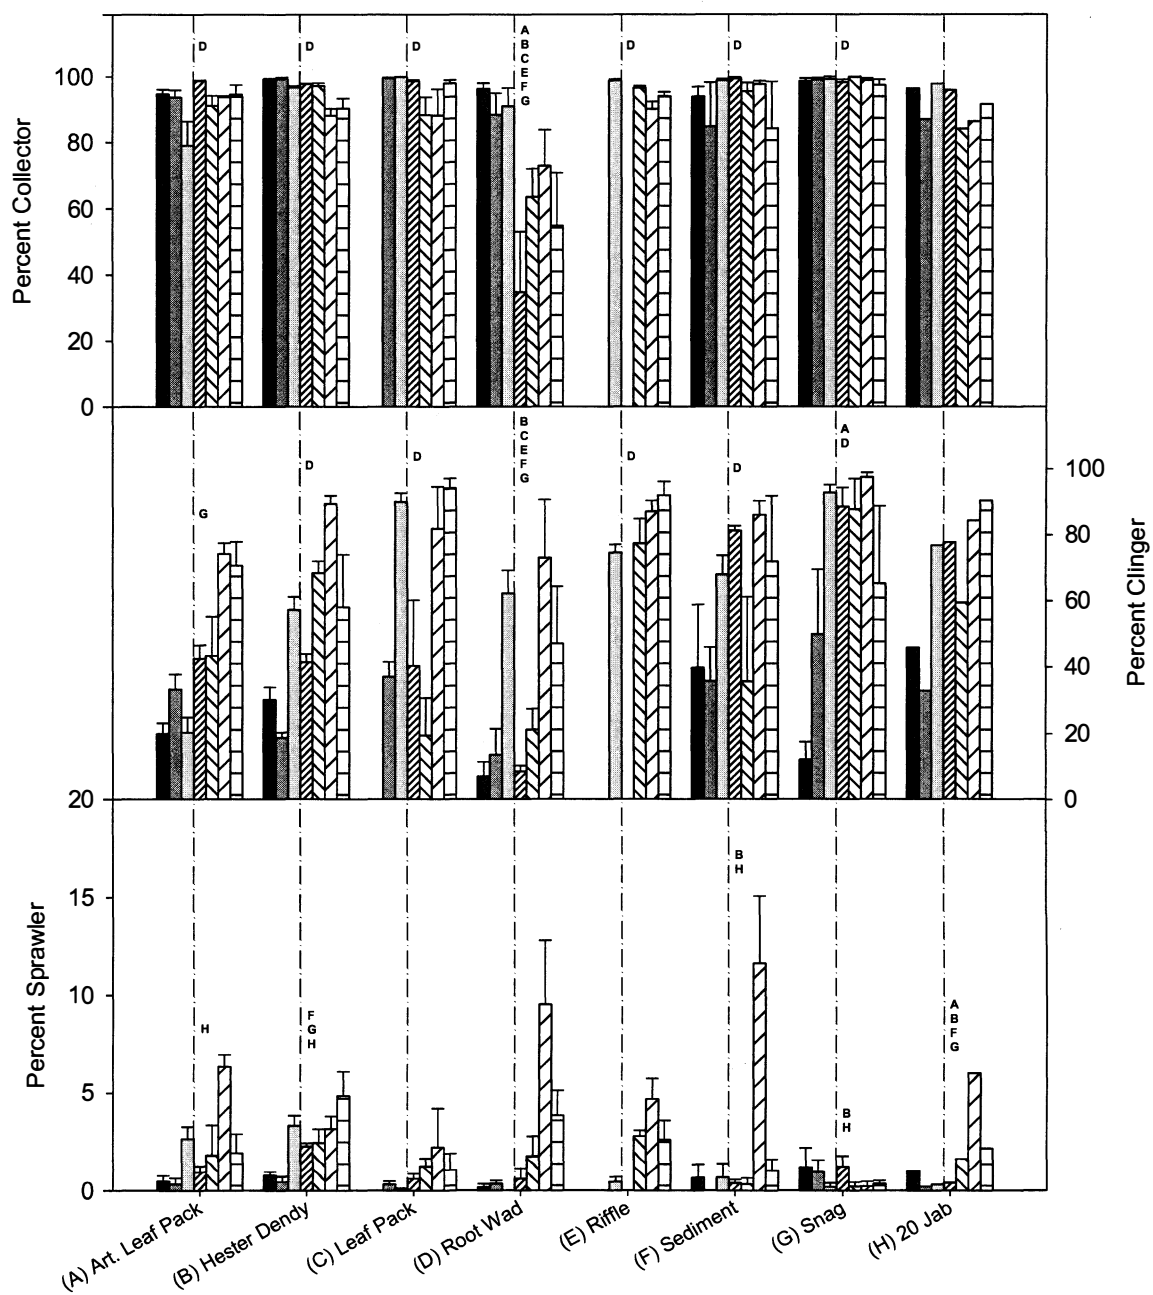 Percent Collector
100
80
60
40
20
0
D
D
D
A
B
C
E
F
G
D
D
D
Percent Clinger
100
80
60
40
20
0
G
D
D
B
C
E
F
G
D
D
A
D
Percent Sprawler
20
15
10
5
0
H
F
G
H
B
H
B
H
A
B
F
G
(A) Art. Leaf Pack
(B) Hester Dendy
(C) Leaf Pack
(D) Root Wad
(E) Riffle
(F) Sediment
(G) Snag
(H) 20 Jab